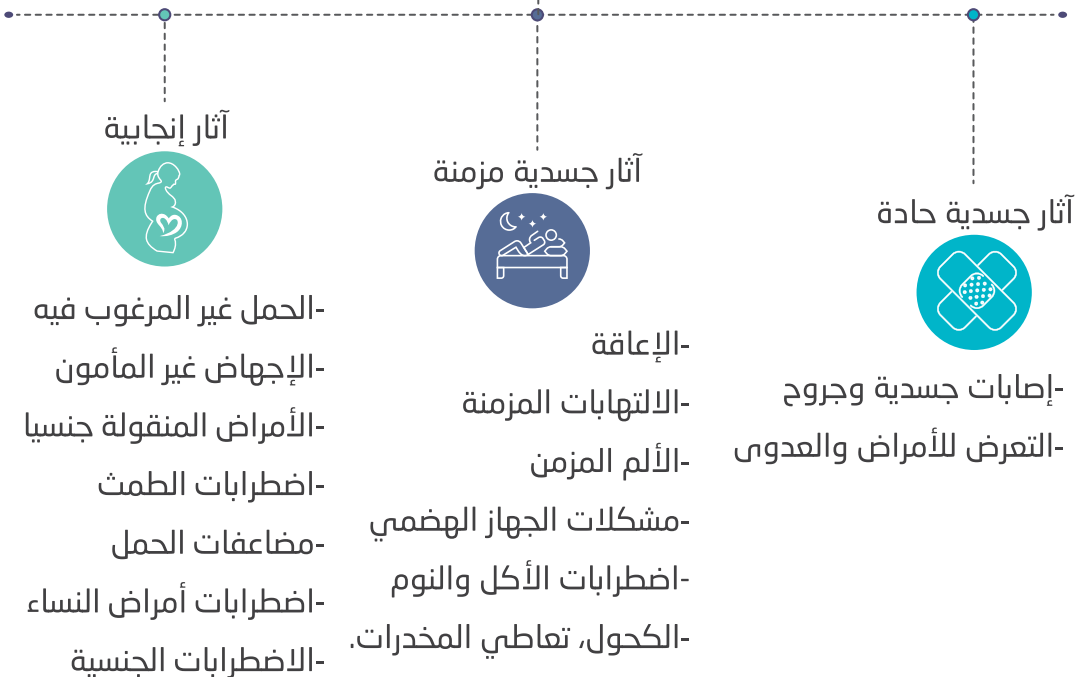 آثار جسدية حادة
-إصابات جسدية وجروح
-التعرض للأمراض والعدوى
آثار جسدية مزمنة
-الإعاقة
-الالتهابات المزمنة
-الألم المزمن
-مشكلات الجهاز الهضمي
-اضطرابات الأكل والنوم
-الكحول، تعاطي المخدرات.
آثار إنجابية
-الحمل غير المرغوب فيه
-الإجهاض غير المأمون
-الأمراض المنقولة جنسيا
-اضطرابات الطمث
-مضاعفات الحمل
-اضطرابات أمراض النساء
-الاضطرابات الجنسية